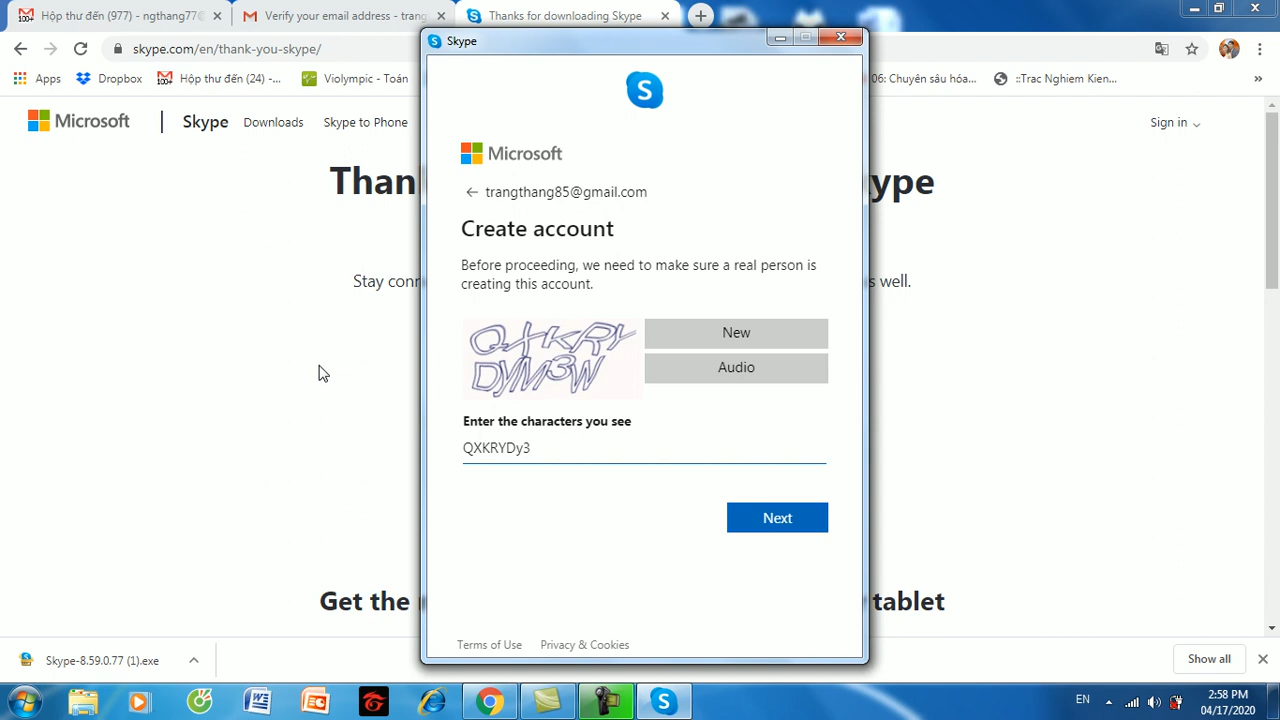 Hộp thư đến (977) - ngthang77@
Verify your email address - trang
Thanks for downloading Skype
skype.com/en/thank-you-skype/
Apps
Dropbox
Hộp thư đến (24) -...
Violympic - Toán
06: Chuyên sâu hóa...
::Trac Nghiem Kien...
Microsoft
Skype
Downloads
Skype to Phone
Sign in
Skype
Microsoft
trangthang85@gmail.com
Create account
Before proceeding, we need to make sure a real person is
creating this account.
QXKRY
DYM3W
New
Audio
Enter the characters you see
QXKRYDy3
Next
Terms of Use
Privacy & Cookies
Stay
well.
Get the
tablet
Skype-8.59.0.77 (1).exe
Show all
EN
2:58 PM
04/17/2020